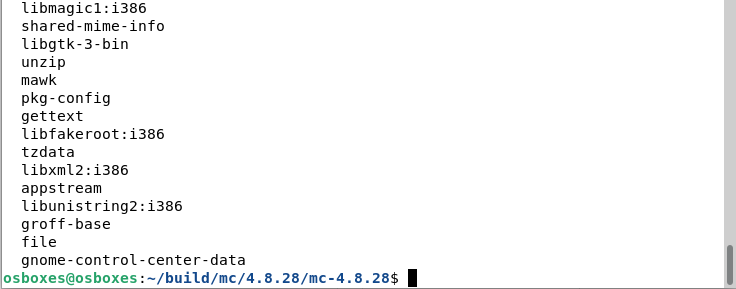 libmagic1:i386
shared-mime-info
libgtk-3-bin
unzip
mawk
pkg-config
gettext
libfakeroot:i386
tzdata
libxml2:i386
appstream
libunistring2:i386
groff-base
file
gnome-control-center-data
osboxes@osboxes:~/build/mc/4.8.28/mc-4.8.28$